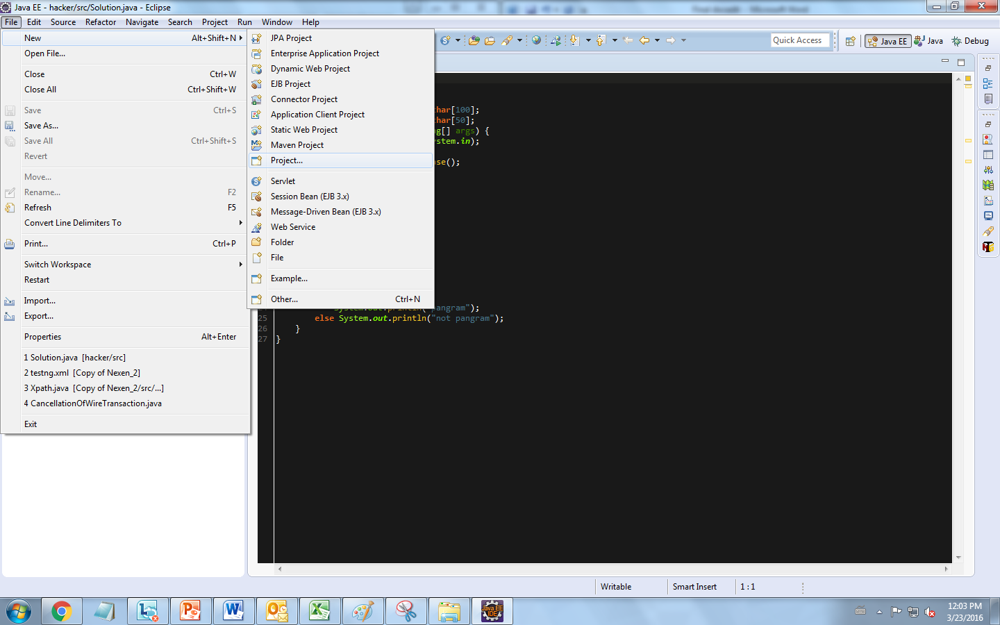 Java EE - hacker/src/Solution.java - Eclipse
File Edit Source Refactor Navigate Search Project Run Window Help
Quick Access
Java EE
Java
Debug
New Alt+Shift+N
Open File...
Close Ctrl+W
Close All Ctrl+Shift+W
Save Ctrl+S
Save As...
Save All Ctrl+Shift+S
Revert
Move...
Rename... F2
Refresh F5
Convert Line Delimiters To
Print... Ctrl+P
Switch Workspace
Restart
Import...
Export...
Properties Alt+Enter
1 Solution.java [hacker/src]
2 testng.xml [Copy of Nexen_2]
3 Xpath.java [Copy of Nexen_2/src/...]
4 CancellationOfWireTransaction.java
Exit
JPA Project
Enterprise Application Project
Dynamic Web Project
EJB Project
Connector Project
Application Client Project
Static Web Project
Maven Project
Project...
Servlet
Session Bean (EJB 3.x)
Message-Driven Bean (EJB 3.x)
Web Service
Folder
File
Example...
Other... Ctrl+N
har[100];
har[50];
g[] args) {
stem.in);
ase();
pangram");
25 else System.out.println("not pangram");
26 }
27 }
Writable
Smart Insert
1 : 1
Java EE
IDE
12:03 PM
3/23/2016